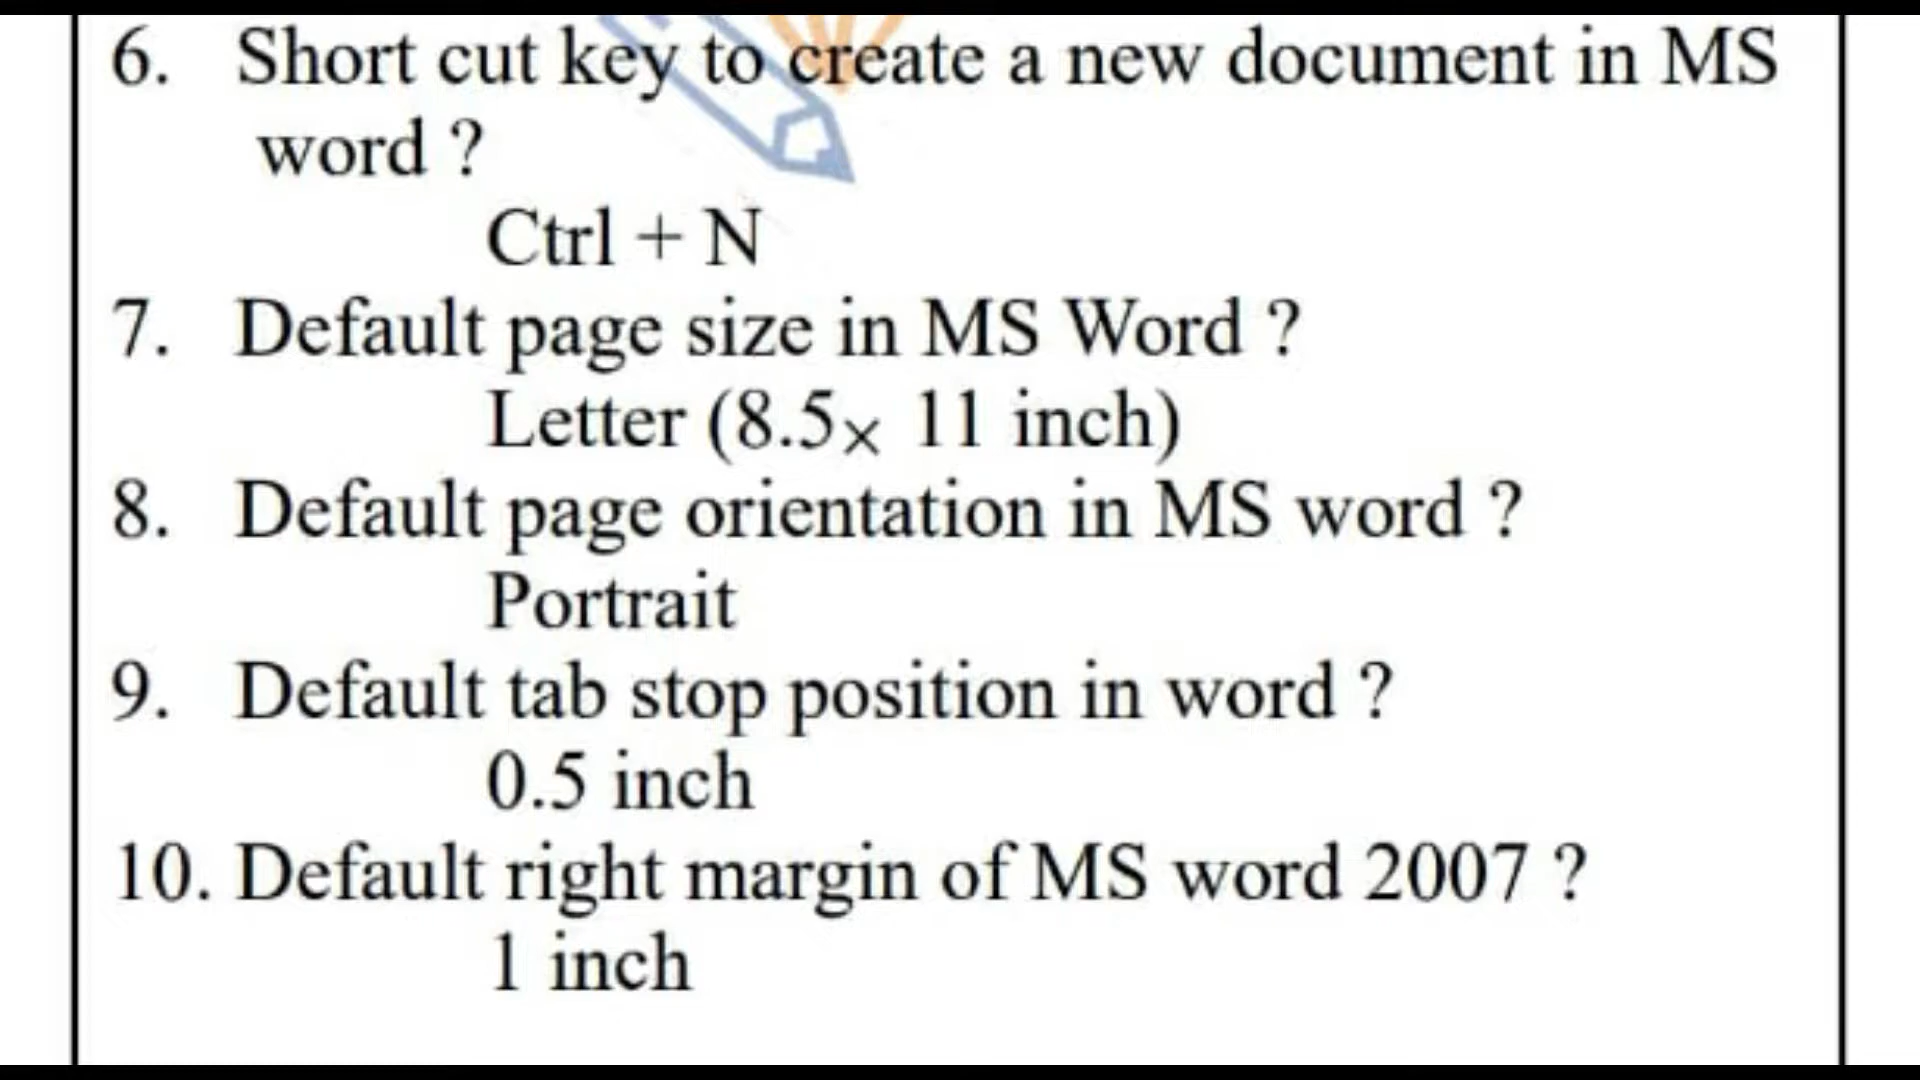 6. Short cut key to create a new document in MS
word ?
Ctrl + N
7. Default page size in MS Word ?
Letter (8.5× 11 inch)
8. Default page orientation in MS word ?
Portrait
9. Default tab stop position in word ?
0.5 inch
10. Default right margin of MS word 2007 ?
1 inch